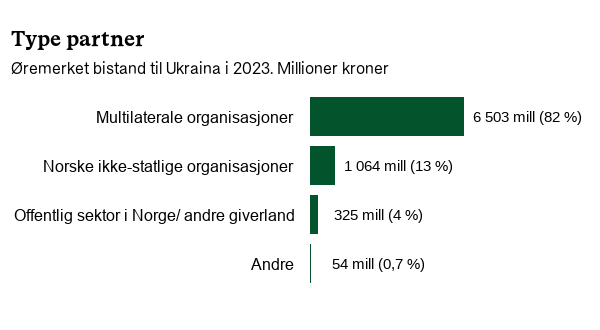 Type partner
Øremerket bistand til Ukraina i 2023. Millioner kroner
Multilaterale organisasjoner 6 503 mill (82 %)
Norske ikke-statlige organisasjoner 1 064 mill (13 %)
Offentlig sektor i Norge/ andre giverland 325 mill (4 %)
Andre 54 mill (0,7 %)